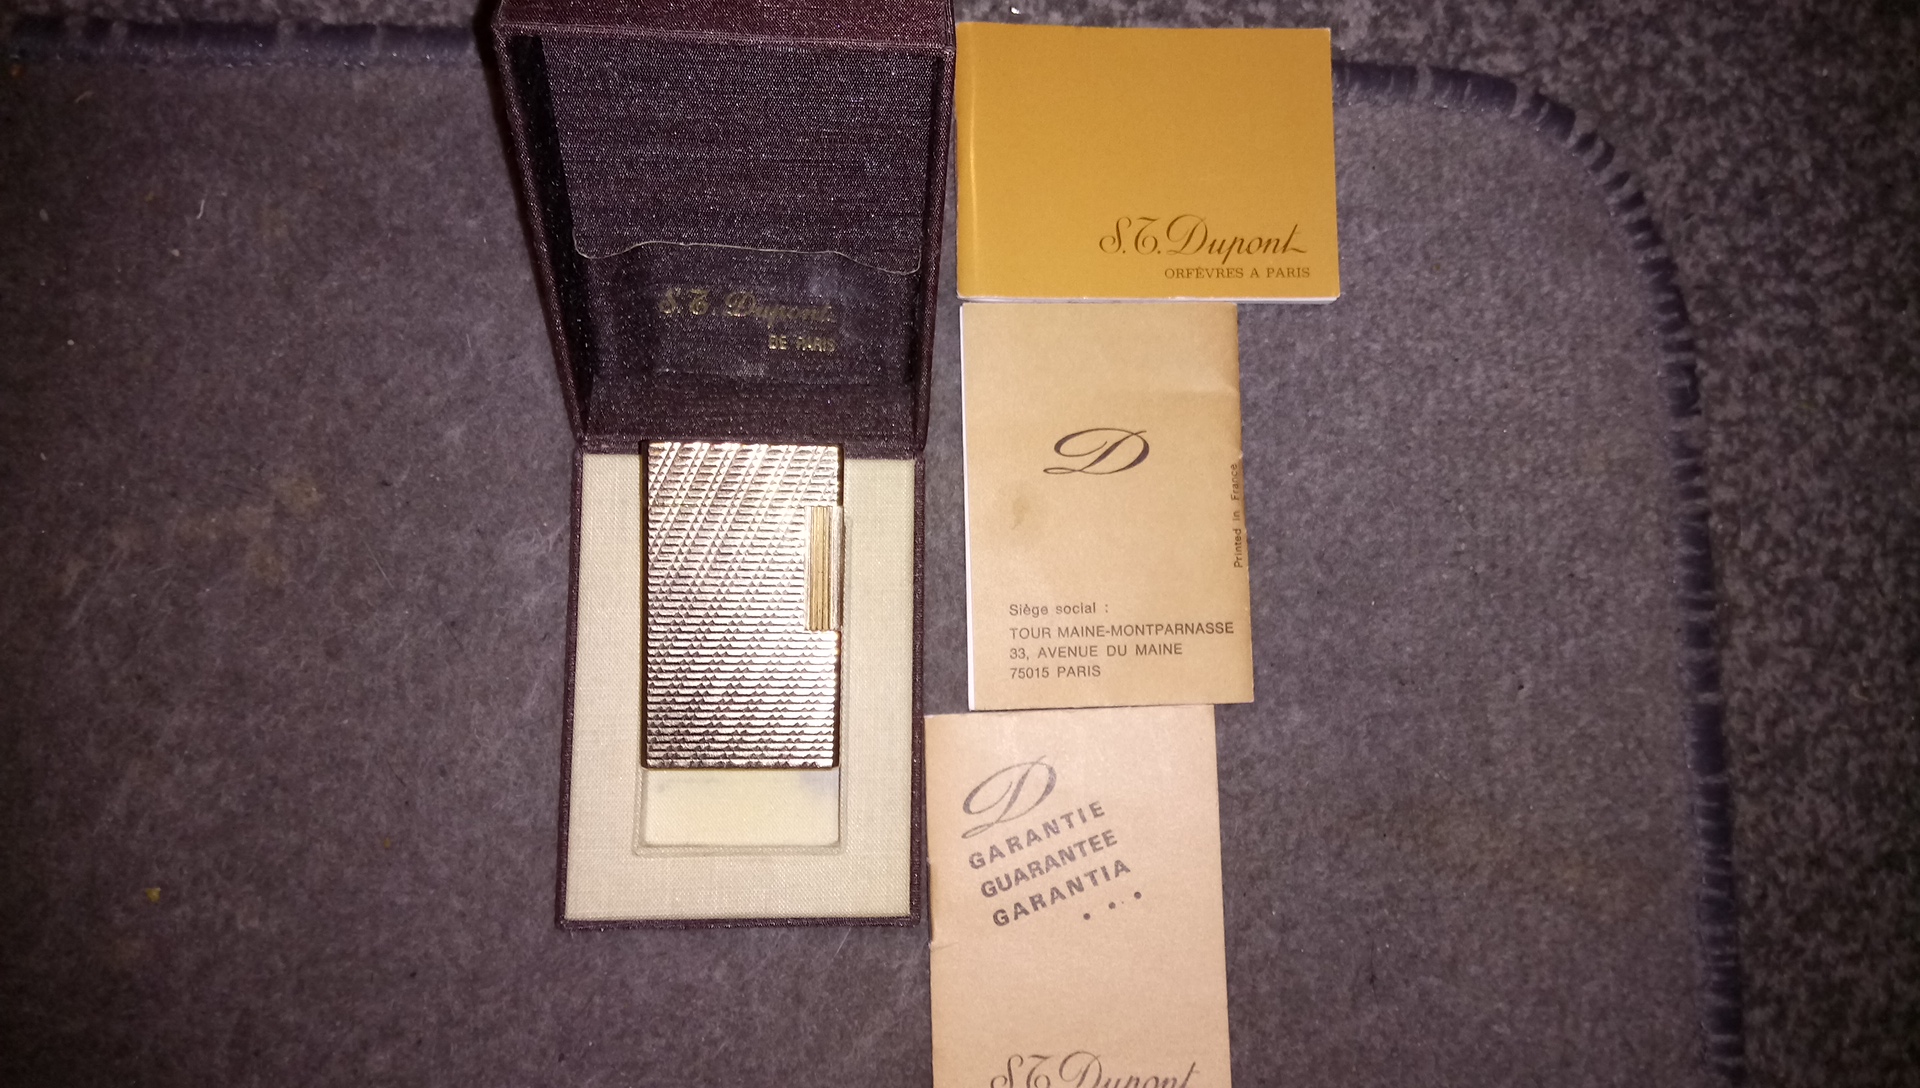 S.T. Dupont
DE PARIS
S.T. Dupont
ORFÈVRES A PARIS
D
Printed in France
Siège social :
TOUR MAINE-MONTPARNASSE
33, AVENUE DU MAINE
75015 PARIS
D
GARANTIE
GUARANTEE
GARANTIA
...
S.T. Dupont